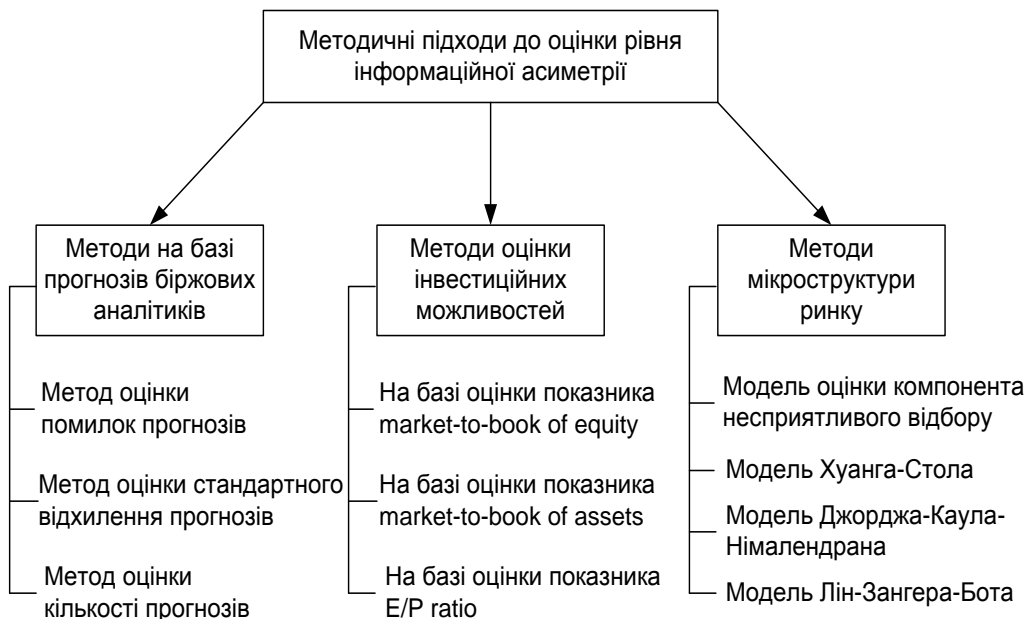 Методичні підходи до оцінки рівня
інформаційної асиметрії
Методи на базі
прогнозів біржових
аналітиків
Метод оцінки
помилок прогнозів
Метод оцінки стандартного
відхилення прогнозів
Метод оцінки
кількості прогнозів
Методи оцінки
інвестиційних
можливостей
На базі оцінки показника
market-to-book of equity
На базі оцінки показника
market-to-book of assets
На базі оцінки показника
E/P ratio
Методи
мікроструктури
ринку
Модель оцінки компонента
несприятливого відбору
Модель Хуанга-Стола
Модель Джорджа-Каула-
Німалендрана
Модель Лін-Зангера-Бота